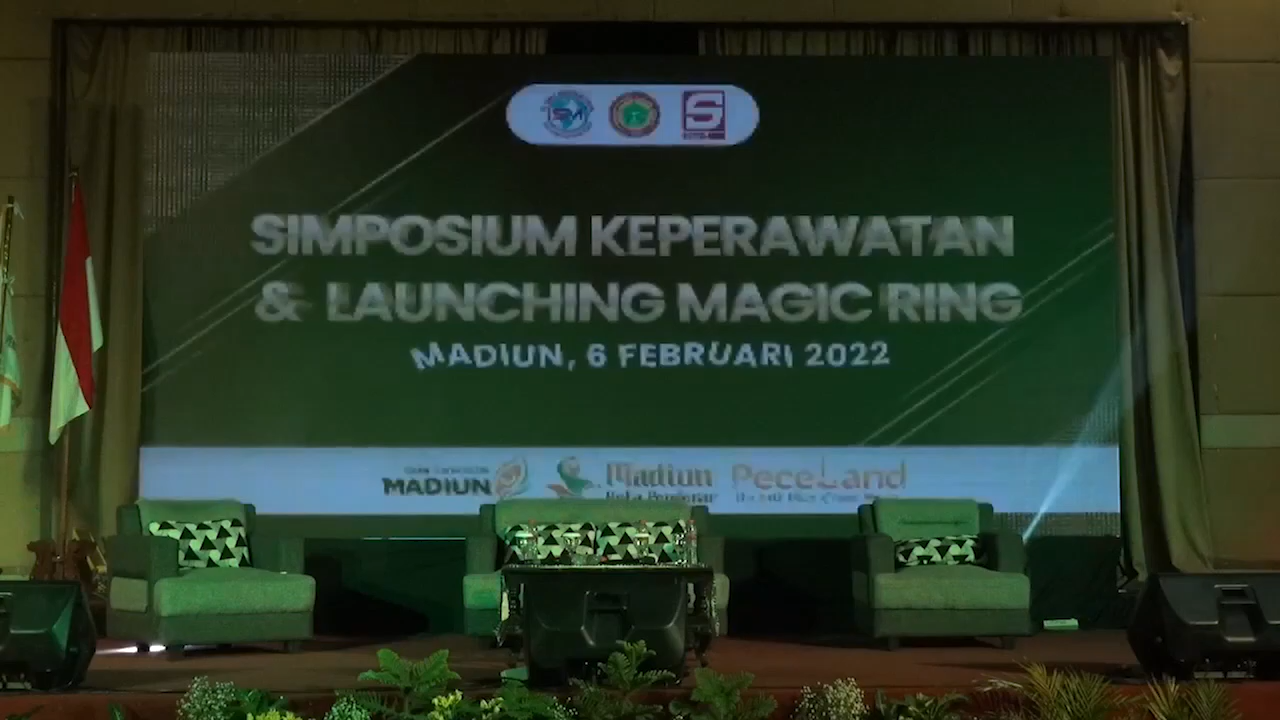 SIMPOSIUM KEPERAWATAN
& LAUNCHING MAGIC RING
MADIUN, 6 FEBRUARI 2022
MADIUN
Madiun
PeceLand